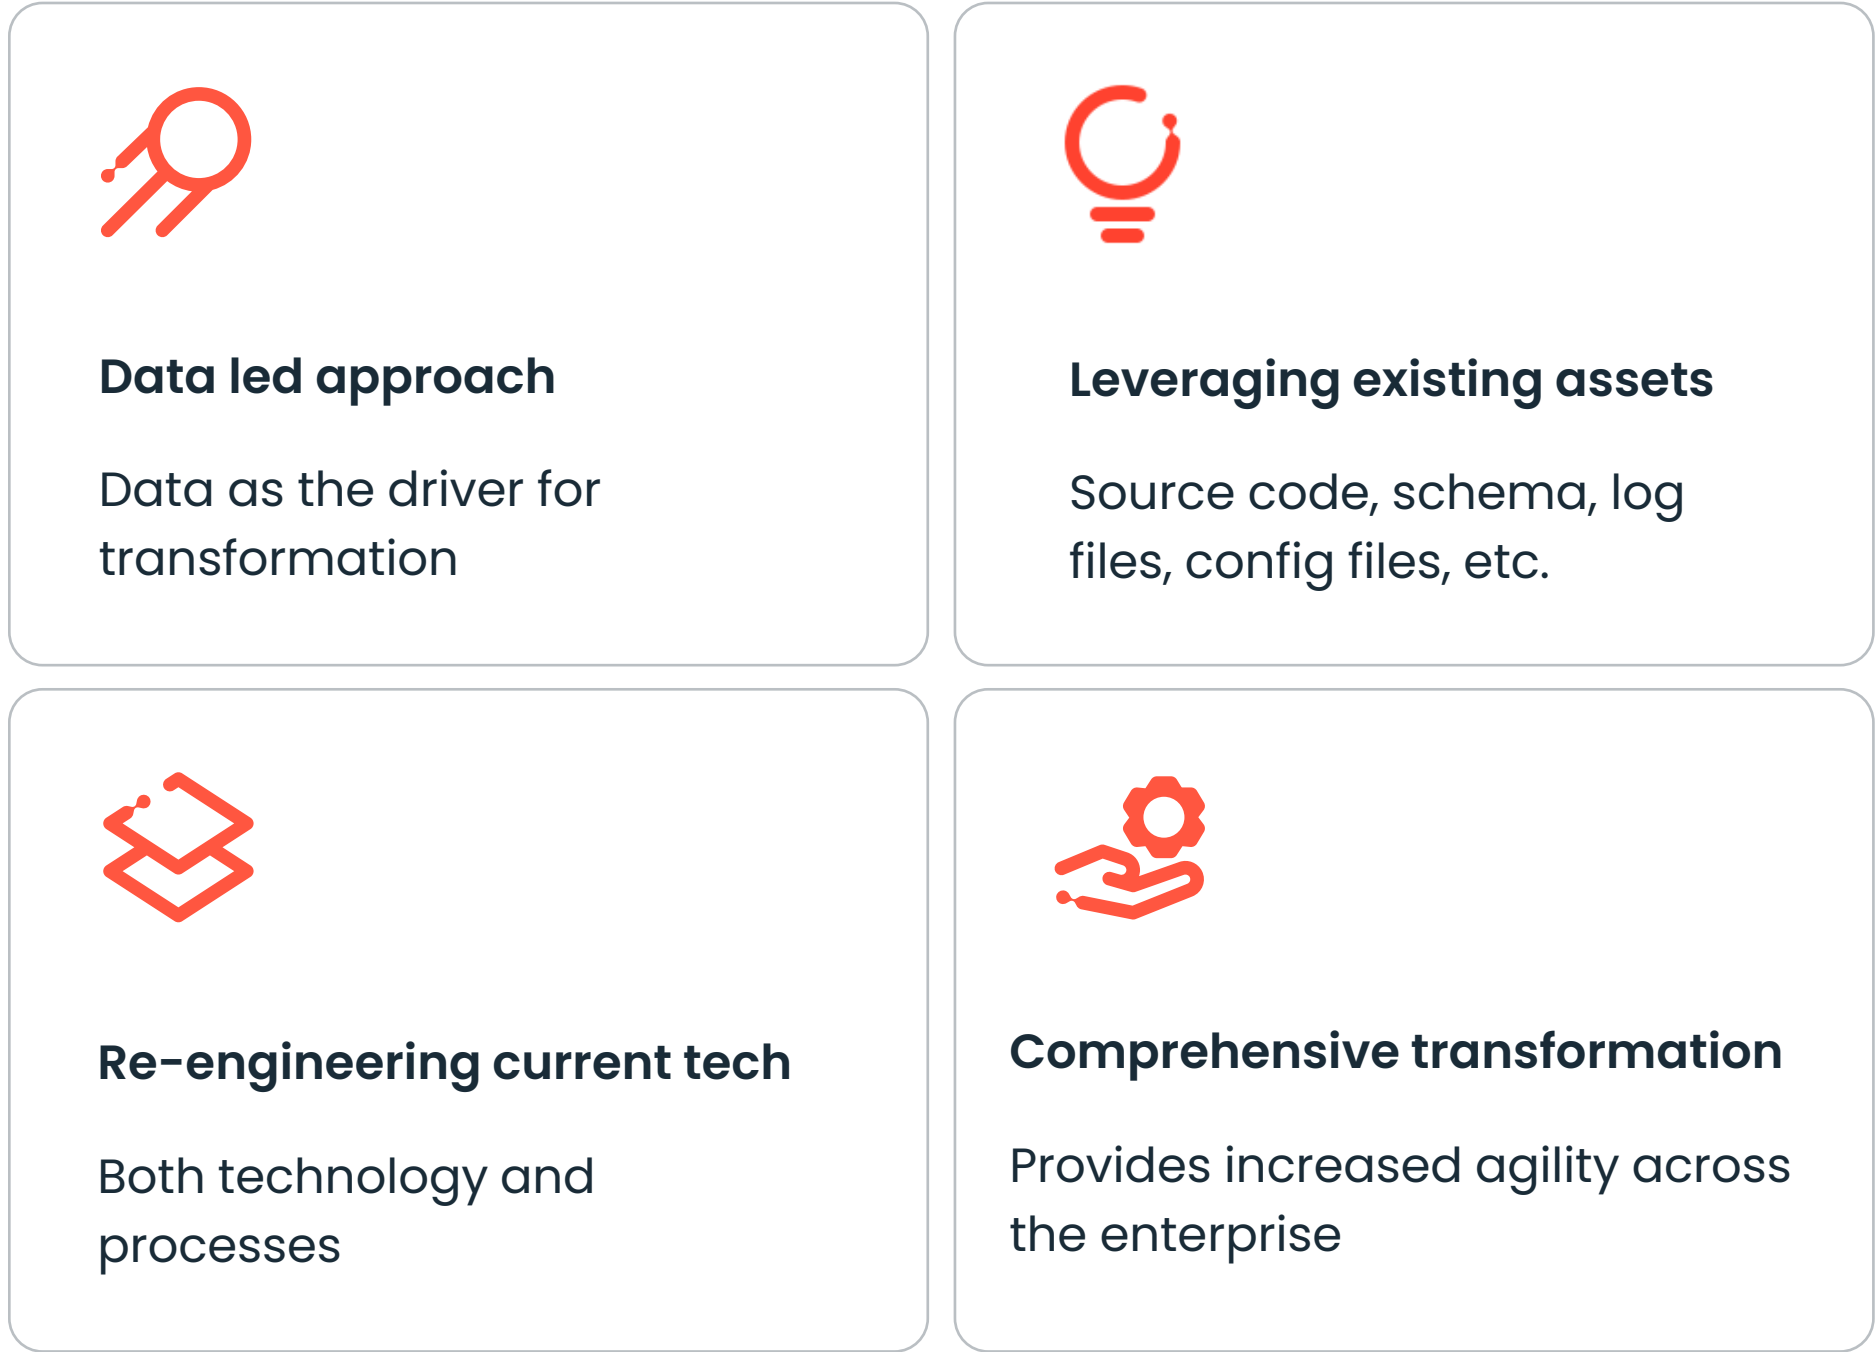 Data led approach
Data as the driver for
transformation
Leveraging existing assets
Source code, schema, log
files, config files, etc.
Re-engineering current tech
Both technology and
processes
Comprehensive transformation
Provides increased agility across
the enterprise